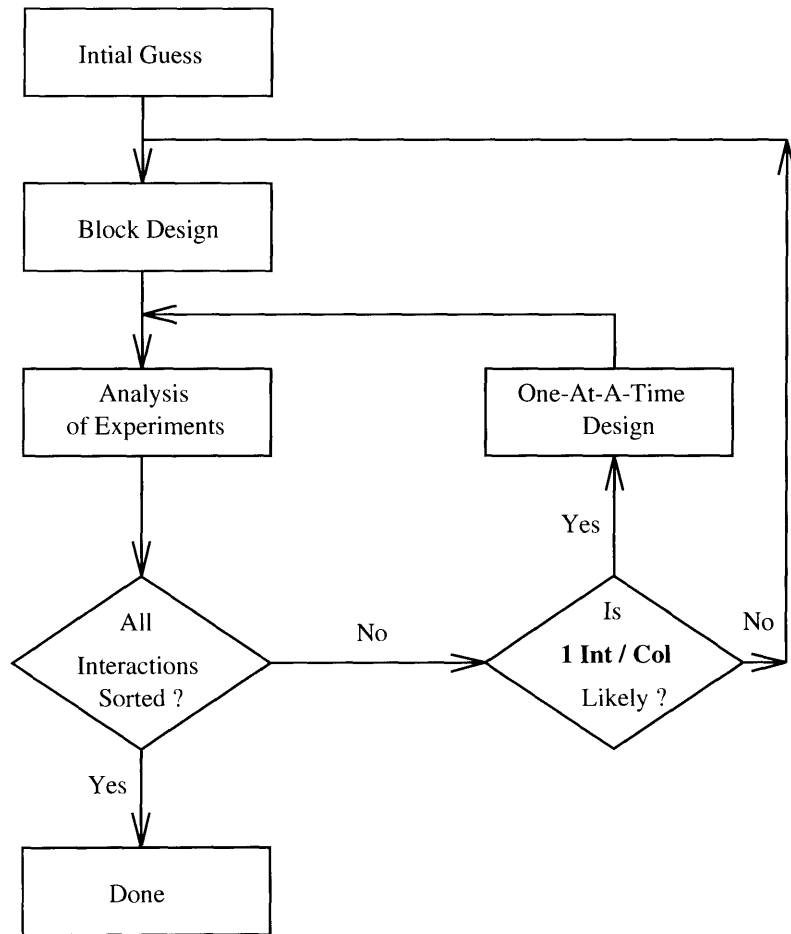 Intial Guess
Block Design
Analysis
of Experiments
One-At-A-Time
Design
Yes
All
Interactions
Sorted ?
No
Is
1 Int / Col
Likely ?
No
Yes
Done